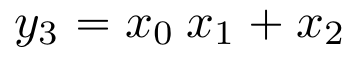 y₃ = x₀ x₁ + x₂